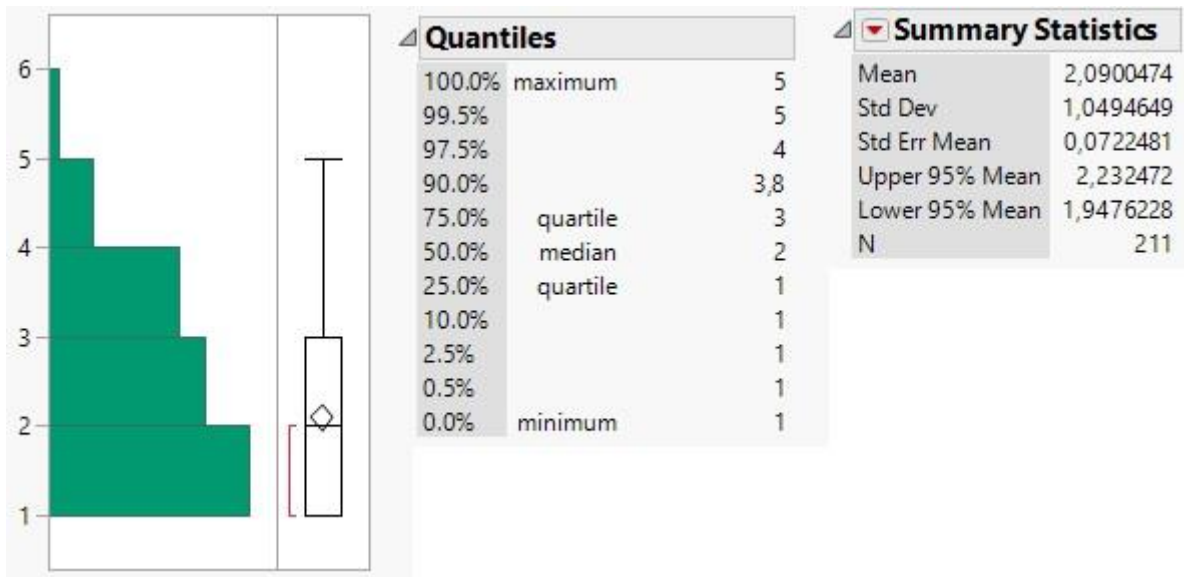 6
5
4
3
2
1
Quantiles
100.0% maximum 5
99.5% 5
97.5% 4
90.0% 3,8
75.0% quartile 3
50.0% median 2
25.0% quartile 1
10.0% 1
2.5% 1
0.5% 1
0.0% minimum 1
Summary Statistics
Mean 2,0900474
Std Dev 1,0494649
Std Err Mean 0,0722481
Upper 95% Mean 2,232472
Lower 95% Mean 1,9476228
N 211